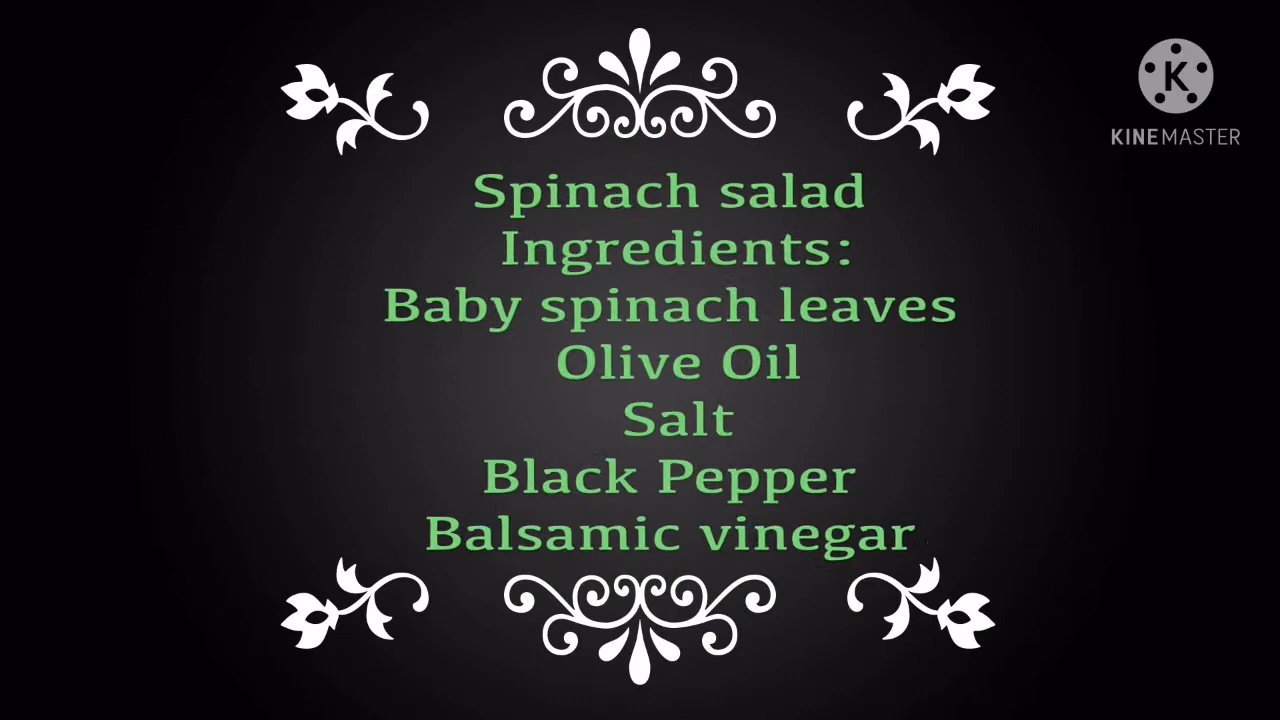 K
KINEMASTER
Spinach salad
Ingredients:
Baby spinach leaves
Olive Oil
Salt
Black Pepper
Balsamic vinegar